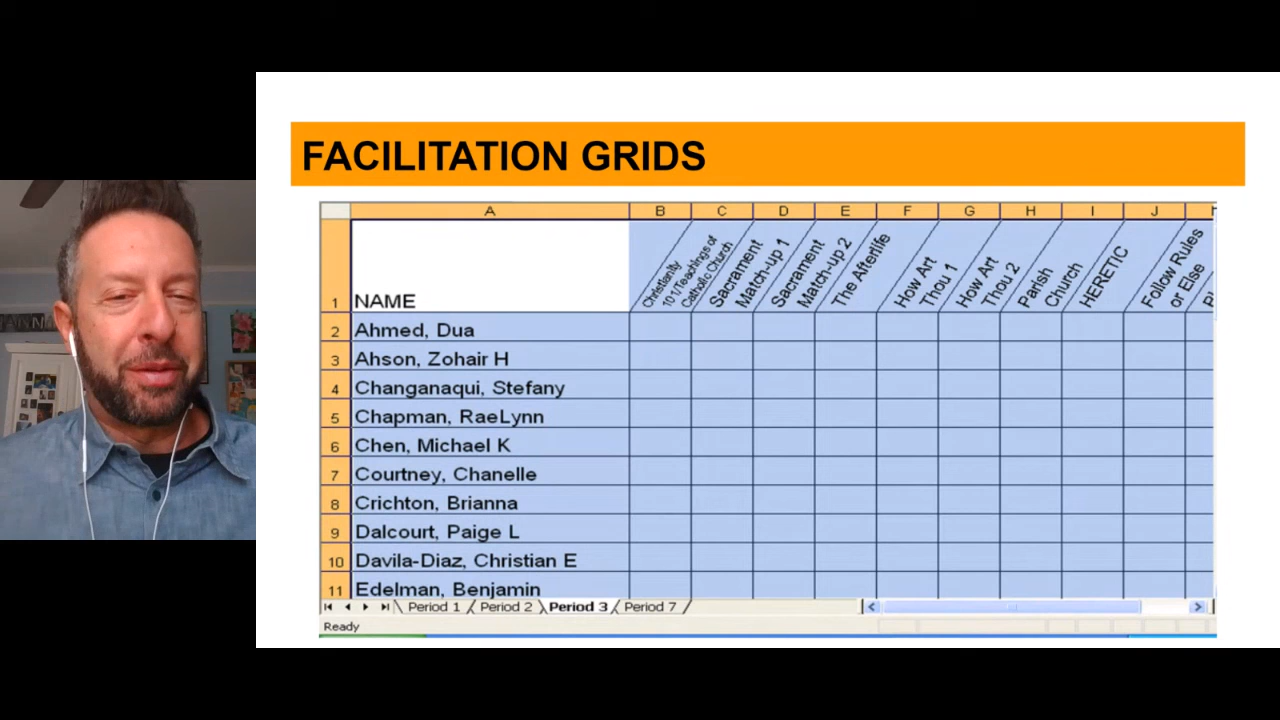 FACILITATION GRIDS
A B C D E F G H I J
1 NAME
Christianity
101/Teachings of
Catholic Church
Sacrament
Match-up 1
Sacrament
Match-up 2
The Afterlife
How Art
Thou 1
How Art
Thou 2
Parish
Church
HERETIC
Follow Rules
or Else
2 Ahmed, Dua
3 Ahson, Zohair H
4 Changanaqui, Stefany
5 Chapman, RaeLynn
6 Chen, Michael K
7 Courtney, Chanelle
8 Crichton, Brianna
9 Dalcourt, Paige L
10 Davila-Diaz, Christian E
11 Edelman, Benjamin
Period 1 Period 2 Period 3 Period 7
Ready